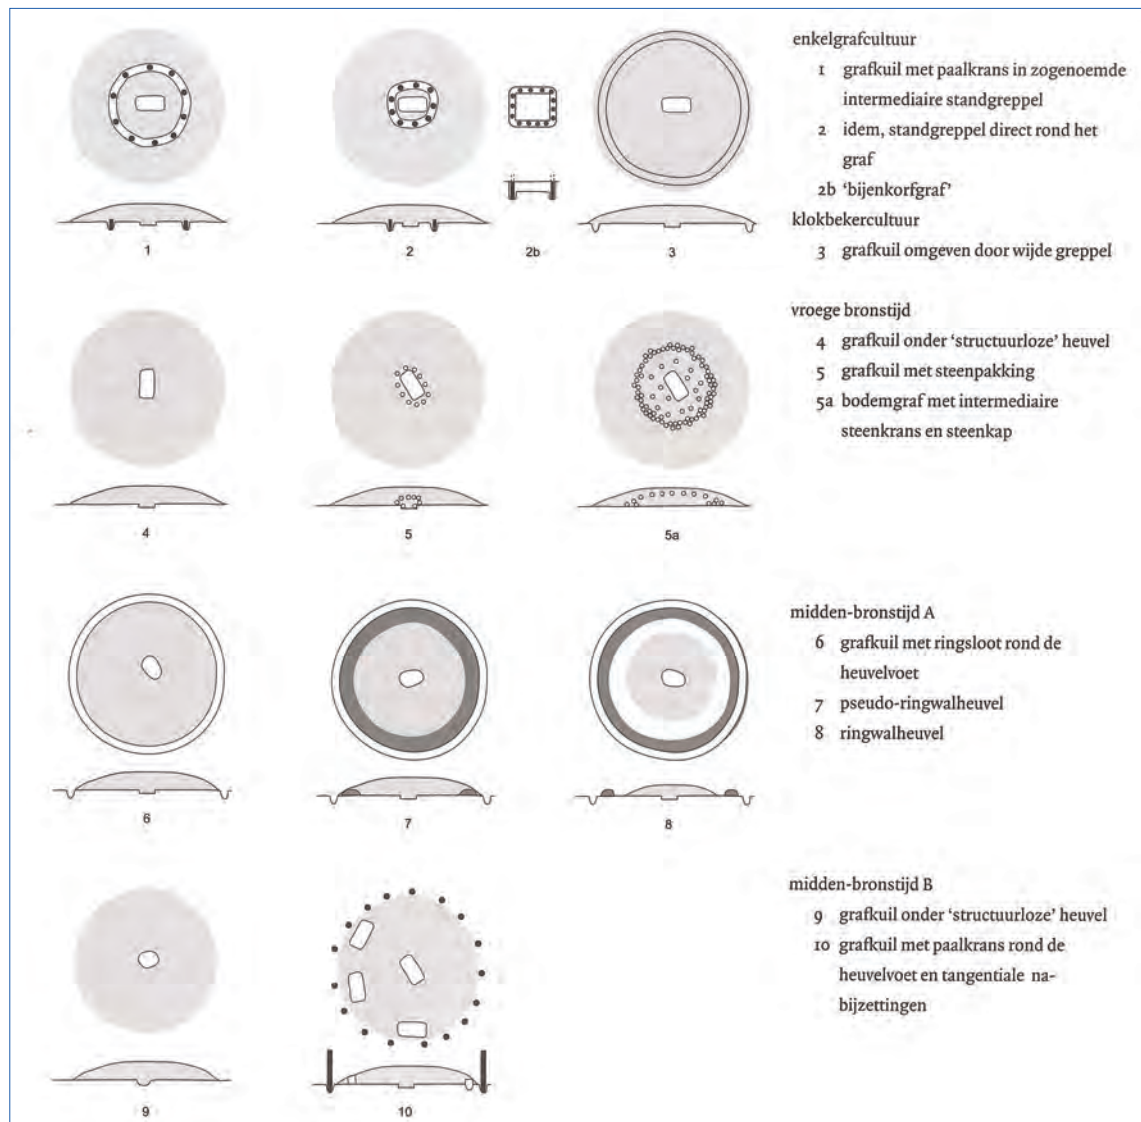 enkelgrafcultuur
1 grafkuil met paalkrans in zogenoemde
intermediaire standgreppel
2 idem, standgreppel direct rond het
graf
2b ‘bijenkorfgraf’
klokbekercultuur
3 grafkuil omgeven door wijde greppel
1
2
2b
3
vroege bronstijd
4 grafkuil onder ‘structuurloze’ heuvel
5 grafkuil met steenpakking
5a bodemgraf met intermediaire
steenkrans en steenkap
4
5
5a
midden-bronstijd A
6 grafkuil met ringsloot rond de
heuvelvoet
7 pseudo-ringwalheuvel
8 ringwalheuvel
6
7
8
midden-bronstijd B
9 grafkuil onder ‘structuurloze’ heuvel
10 grafkuil met paalkrans rond de
heuvelvoet en tangentiale na-
bijzettingen
9
10